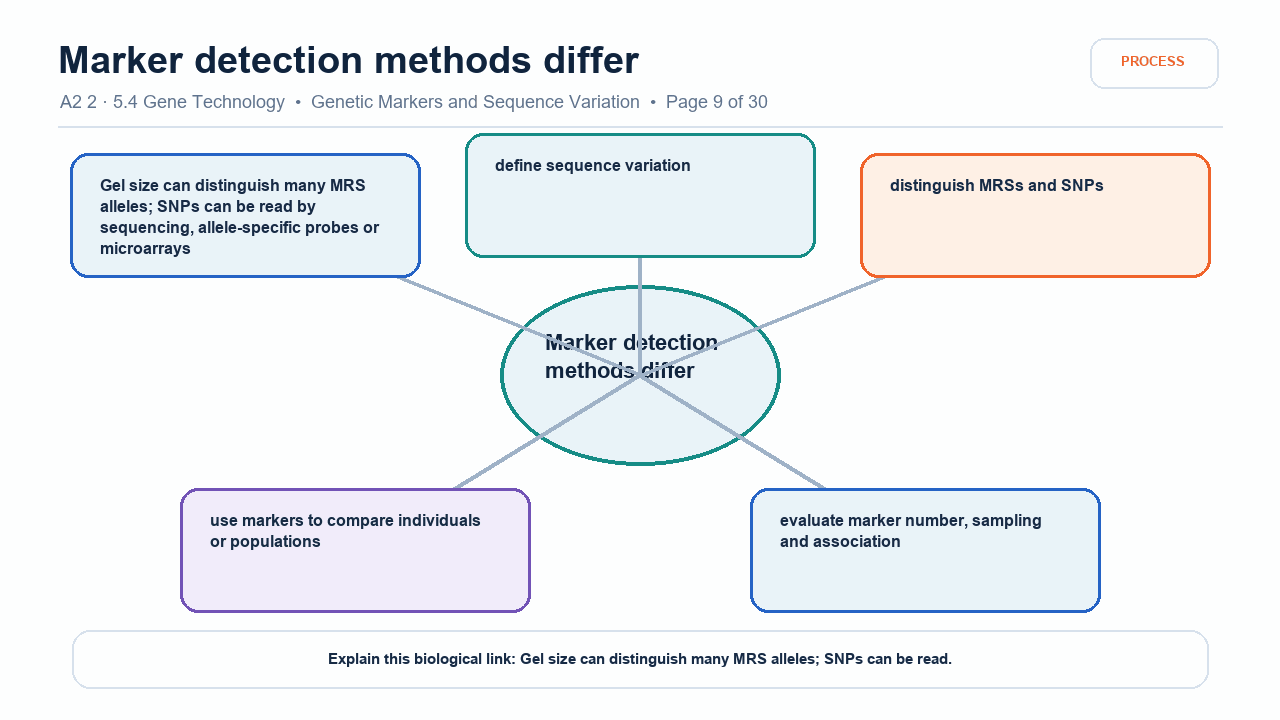 Marker detection methods differ
PROCESS
A2 2 · 5.4 Gene Technology • Genetic Markers and Sequence Variation • Page 9 of 30
Gel size can distinguish many MRS
alleles; SNPs can be read by
sequencing, allele-specific probes or
microarrays
define sequence variation
distinguish MRSs and SNPs
Marker detection
methods differ
use markers to compare individuals
or populations
evaluate marker number, sampling
and association
Explain this biological link: Gel size can distinguish many MRS alleles; SNPs can be read.